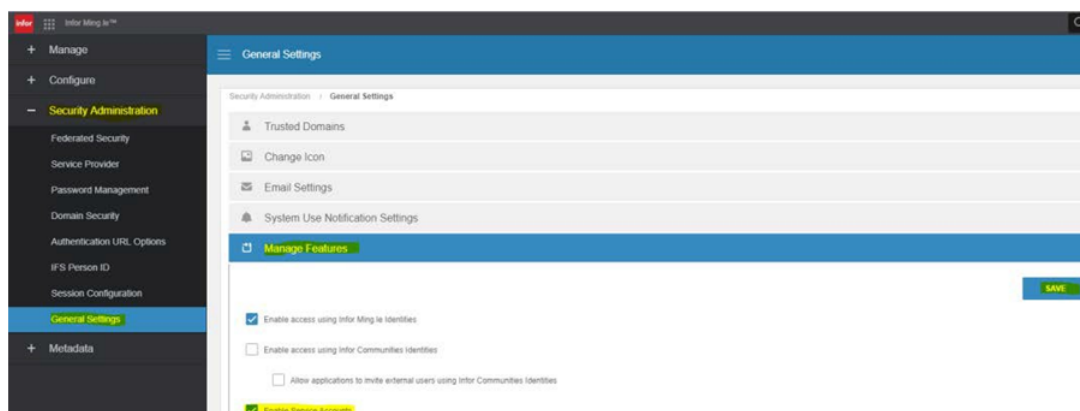 infor Infor Ming.le™
+ Manage
General Settings
+ Configure
− Security Administration
Security Administration > General Settings
Federated Security
Trusted Domains
Service Provider
Change Icon
Password Management
Email Settings
Domain Security
System Use Notification Settings
Authentication URL Options
Manage Features
IFS Person ID
Session Configuration
SAVE
General Settings
Enable access using Infor Ming.le Identities
+ Metadata
Enable access using Infor Communities Identities
Allow applications to invite external users using Infor Communities Identities
Enable Service Accounts